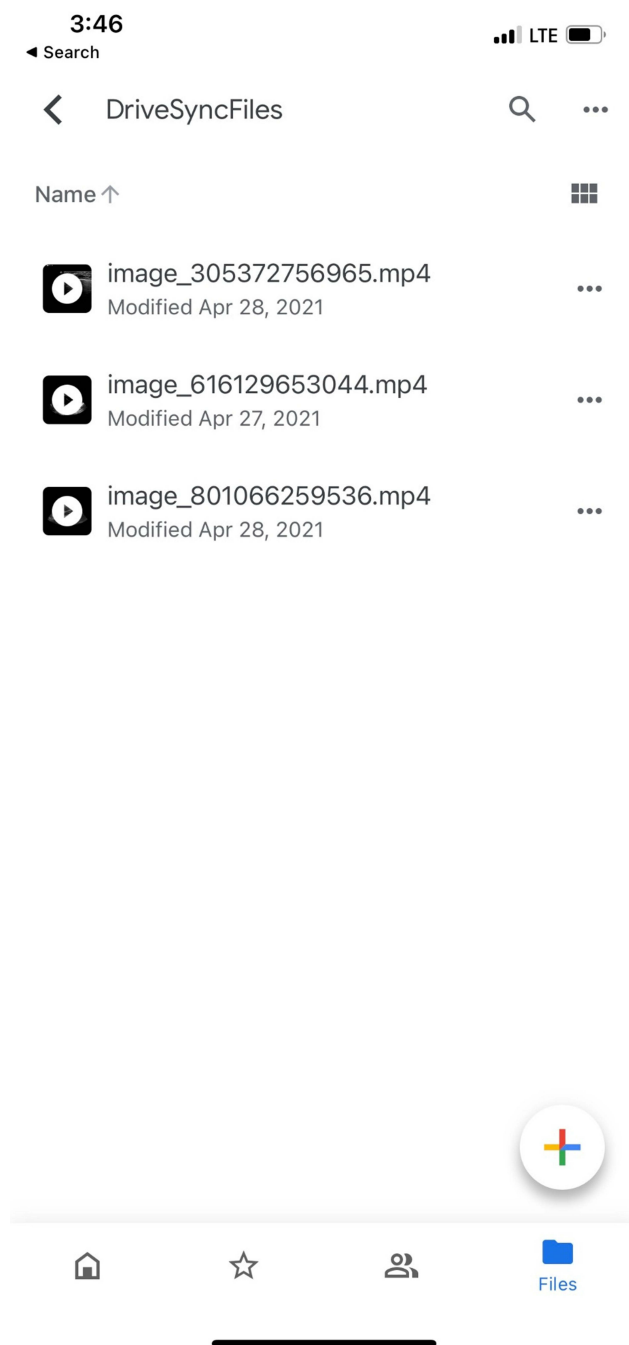 3:46
LTE
◀ Search
DriveSyncFiles
Name
image_305372756965.mp4
Modified Apr 28, 2021
image_616129653044.mp4
Modified Apr 27, 2021
image_801066259536.mp4
Modified Apr 28, 2021
Files